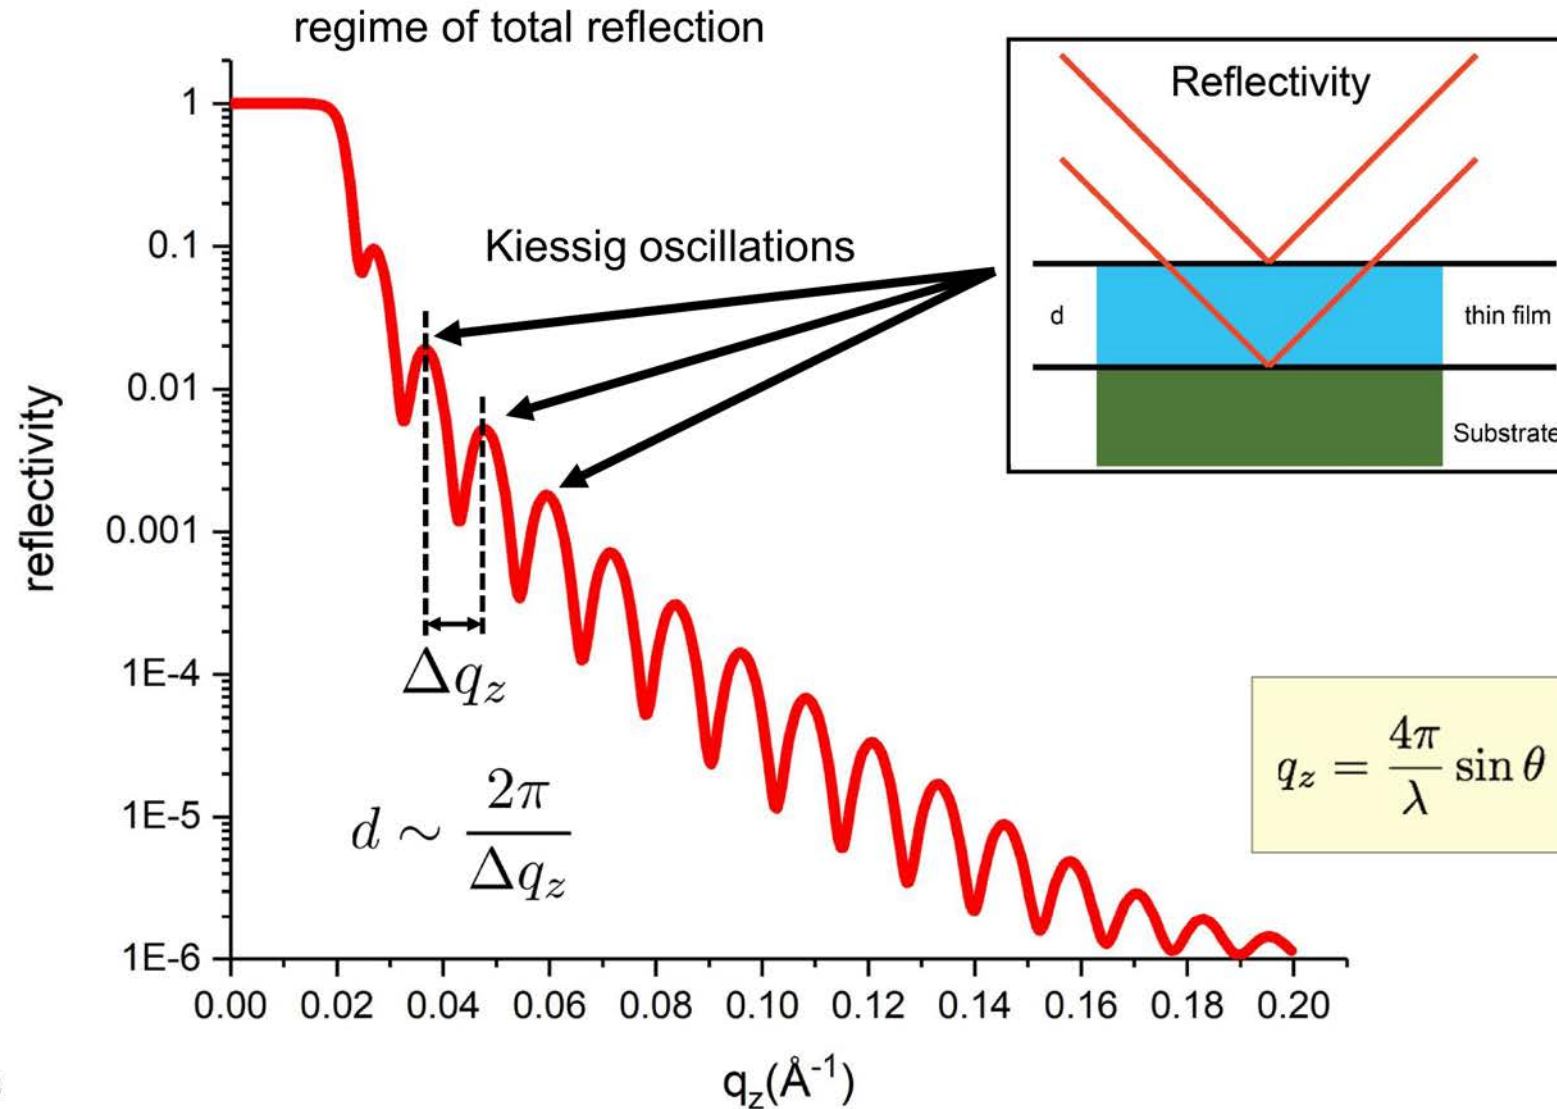 regime of total reflection
Reflectivity
Kiessig oscillations
d
thin film
Substrate
reflectivity
1
0.1
0.01
0.001
1E-4
1E-5
1E-6
Δq_z
d ∼ 2π / Δq_z
q_z = 4π / λ sin θ
0.00 0.02 0.04 0.06 0.08 0.10 0.12 0.14 0.16 0.18 0.20
q_z(Å⁻¹)